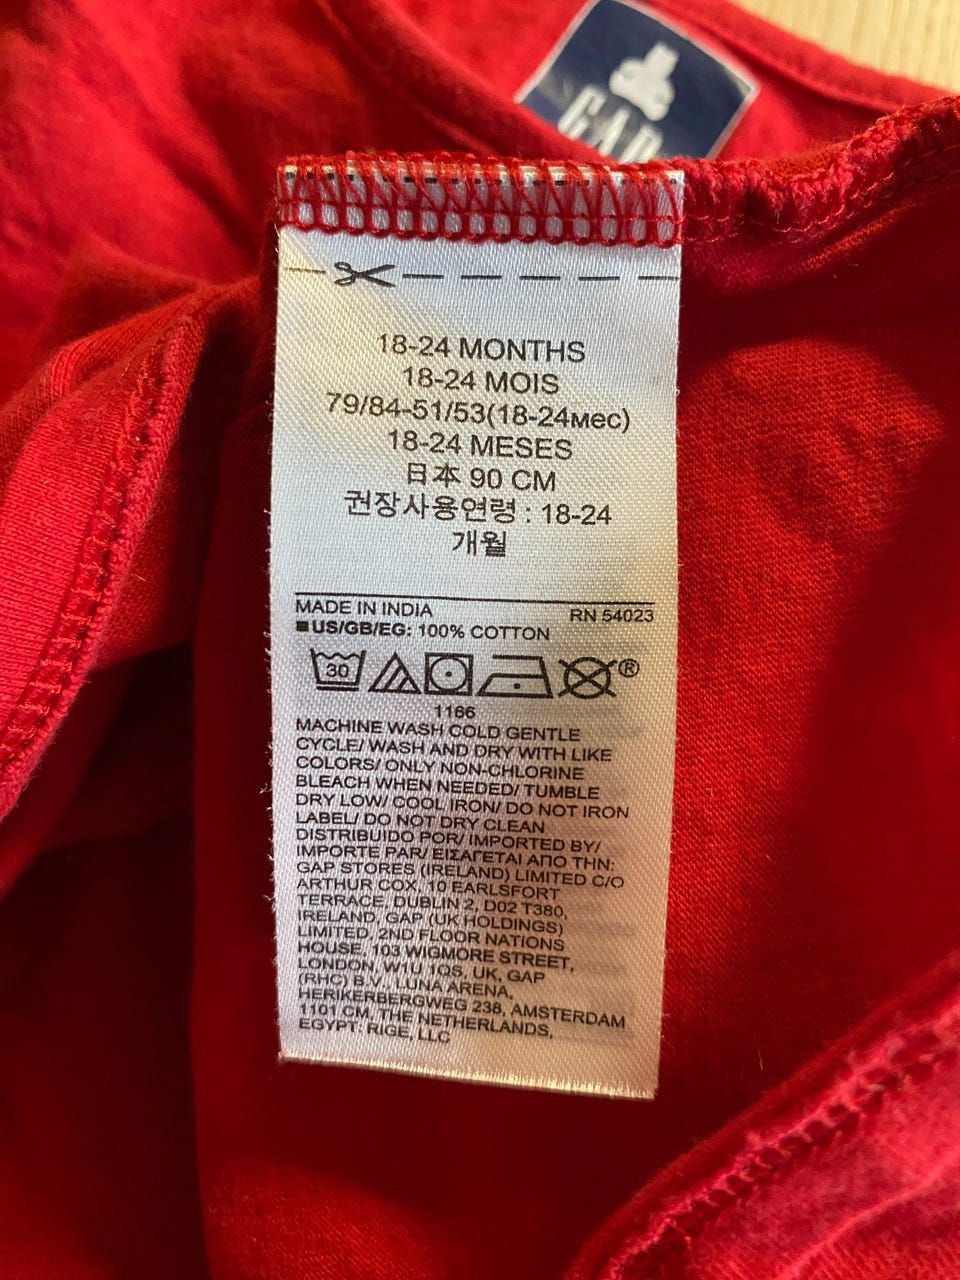 GAP
18-24 MONTHS
18-24 MOIS
79/84-51/53(18-24мес)
18-24 MESES
日本 90 CM
권장사용연령 : 18-24
개월
MADE IN INDIA RN 54023
■US/GB/EG: 100% COTTON
30 ®
1166
MACHINE WASH COLD GENTLE
CYCLE/ WASH AND DRY WITH LIKE
COLORS/ ONLY NON-CHLORINE
BLEACH WHEN NEEDED/ TUMBLE
DRY LOW/ COOL IRON/ DO NOT IRON
LABEL/ DO NOT DRY CLEAN
DISTRIBUIDO POR/ IMPORTED BY/
IMPORTE PAR/ ΕΙΣΑΓΕΤΑΙ ΑΠΟ ΤΗΝ:
GAP STORES (IRELAND) LIMITED C/O
ARTHUR COX, 10 EARLSFORT
TERRACE, DUBLIN 2, D02 T380,
IRELAND, GAP (UK HOLDINGS)
LIMITED, 2ND FLOOR NATIONS
HOUSE, 103 WIGMORE STREET,
LONDON, W1U 1QS, UK, GAP
(RHC) B.V., LUNA ARENA,
HERIKERBERGWEG 238, AMSTERDAM
1101 CM, THE NETHERLANDS,
EGYPT: RIGE, LLC